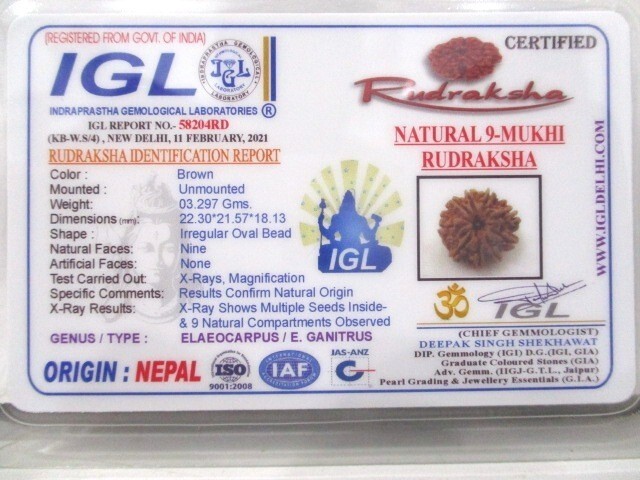 (REGISTERED FROM GOVT. OF INDIA)
IGL
INDRAPRASTHA GEMOLOGICAL LABORATORY
IGL
INDRAPRASTHA GEMOLOGICAL LABORATORIES ®
IGL REPORT NO.- 58204RD
(KB-W.S/4) , NEW DELHI, 11 FEBRUARY, 2021
RUDRAKSHA IDENTIFICATION REPORT
Color : Brown
Mounted : Unmounted
Weight: 03.297 Gms.
Dimensions (mm): 22.30*21.57*18.13
Shape : Irregular Oval Bead
Natural Faces: Nine
Artificial Faces: None
Test Carried Out: X-Rays, Magnification
Specific Comments: Results Confirm Natural Origin
X-Ray Results: X-Ray Shows Multiple Seeds Inside-
& 9 Natural Compartments Observed
GENUS / TYPE : ELAEOCARPUS / E. GANITRUS
ORIGIN : NEPAL
ISO
9001:2008
INTERNATIONAL
IAF
JAS-ANZ
IGL
CERTIFIED
Rudraksha
NATURAL 9-MUKHI
RUDRAKSHA
WWW.IGLDELHI.COM
ॐ
IGL
(CHIEF GEMMOLOGIST)
DEEPAK SINGH SHEKHAWAT
DIP. Gemmology (IGI) D.G.(IGI, GIA)
Graduate Coloured Stones (GIA)
Adv. Gemm. (IIGJ-G.T.L., Jaipur)
Pearl Grading & Jewellery Essentials (G.I.A.)